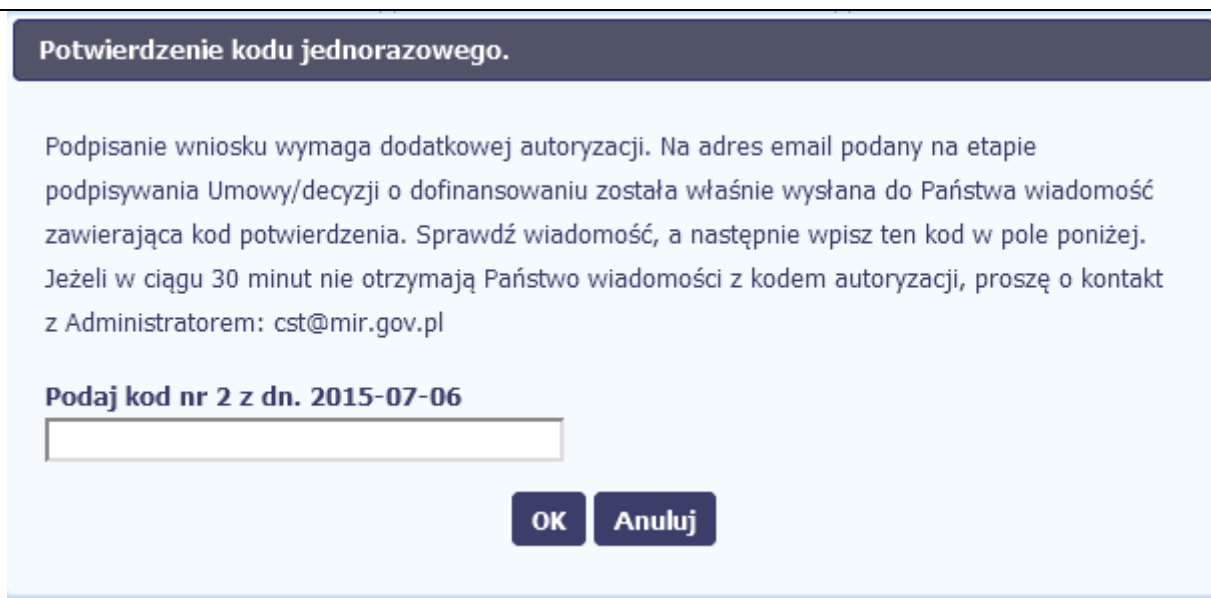 Potwierdzenie kodu jednorazowego.
Podpisanie wniosku wymaga dodatkowej autoryzacji. Na adres email podany na etapie
podpisywania Umowy/decyzji o dofinansowaniu została właśnie wysłana do Państwa wiadomość
zawierająca kod potwierdzenia. Sprawdź wiadomość, a następnie wpisz ten kod w pole poniżej.
Jeżeli w ciągu 30 minut nie otrzymają Państwo wiadomości z kodem autoryzacji, proszę o kontakt
z Administratorem: cst@mir.gov.pl
Podaj kod nr 2 z dn. 2015-07-06
OK Anuluj